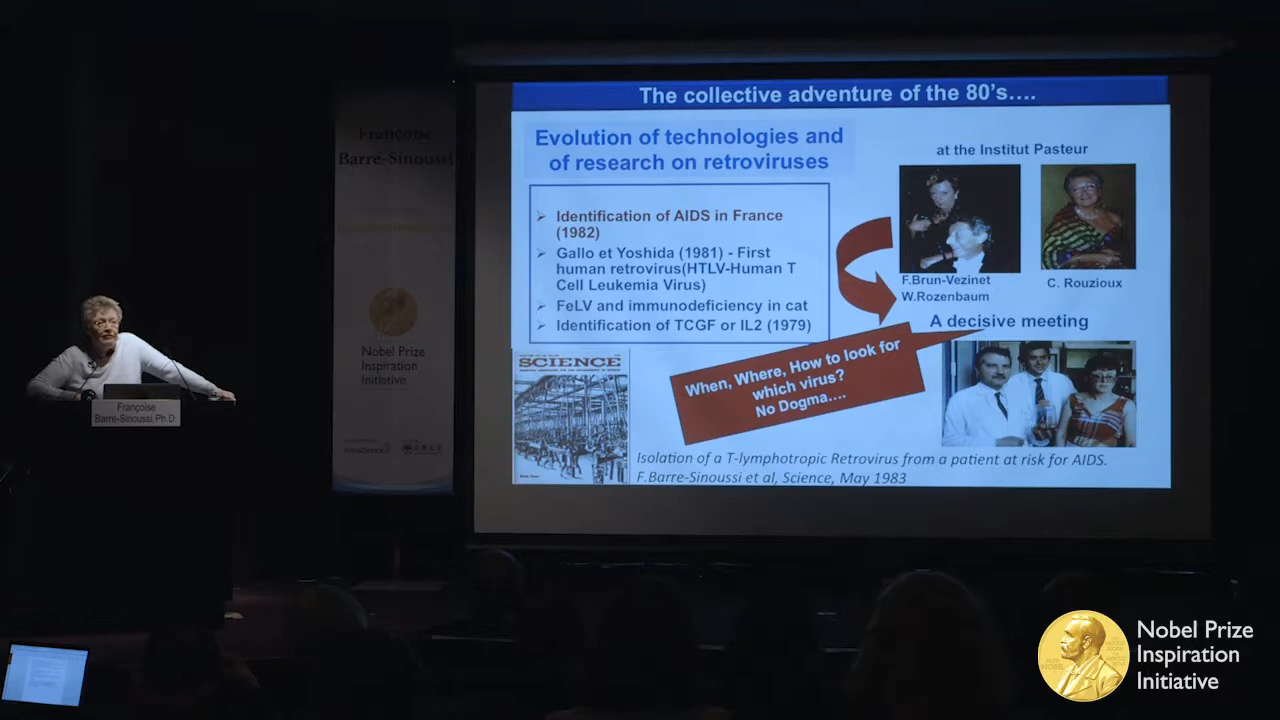 The collective adventure of the 80's....
Evolution of technologies and
of research on retroviruses
➢ Identification of AIDS in France
(1982)
➢ Gallo et Yoshida (1981) - First
human retrovirus(HTLV-Human T
Cell Leukemia Virus)
➢ FeLV and immunodeficiency in cat
➢ Identification of TCGF or IL2 (1979)
at the Institut Pasteur
F.Brun-Vezinet
W.Rozenbaum
C. Rouzioux
A decisive meeting
When, Where, How to look for
which virus?
No Dogma....
SCIENCE
Isolation of a T-lymphotropic Retrovirus from a patient at risk for AIDS.
F.Barre-Sinoussi et al, Science, May 1983
Françoise
Barré-Sinoussi
Nobel Prize
Inspiration
Initiative
Françoise
Barre-Sinoussi Ph.D
Nobel Prize
Inspiration
Initiative